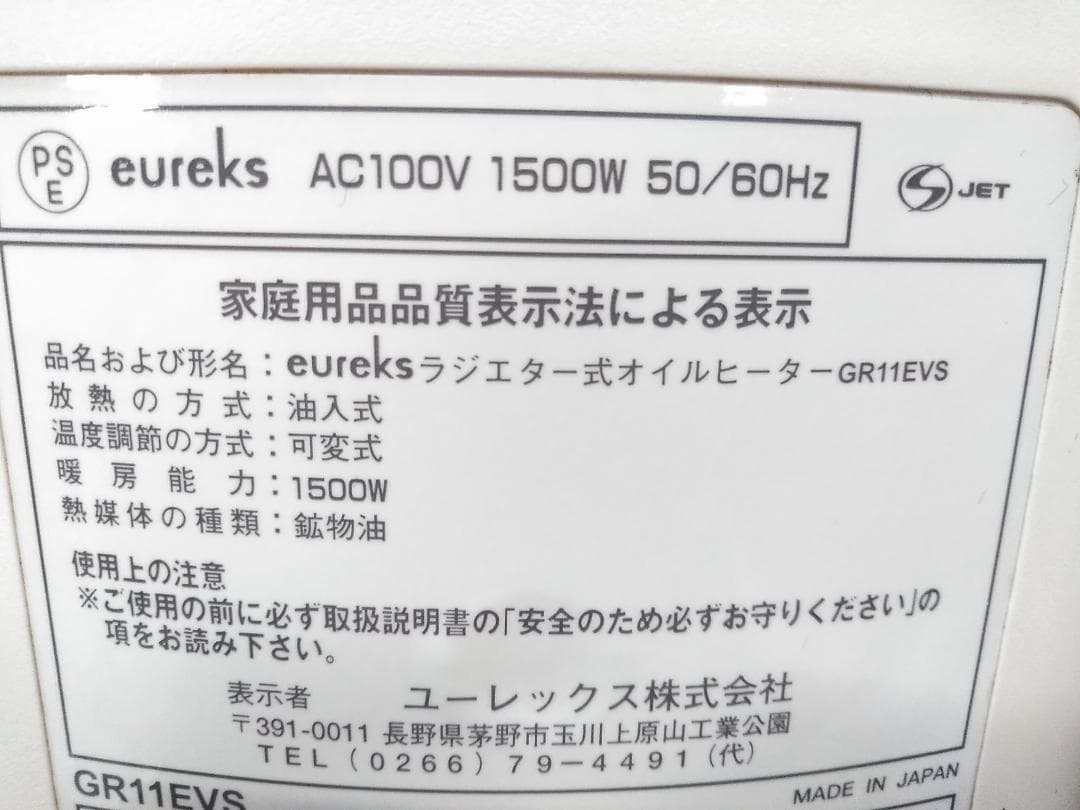 PSE eureks AC100V 1500W 50/60Hz JET
家庭用品品質表示法による表示
品名および形名：eureksラジエター式オイルヒーターGR11EVS
放熱の方式：油入式
温度調節の方式：可変式
暖房能力：1500W
熱媒体の種類：鉱物油
使用上の注意
※ご使用の前に必ず取扱説明書の「安全のため必ずお守りください」の
項をお読み下さい。
表示者 ユーレックス株式会社
〒391-0011 長野県茅野市玉川上原山工業公園
TEL（0266）79－4491（代）
GR11EVS MADE IN JAPAN